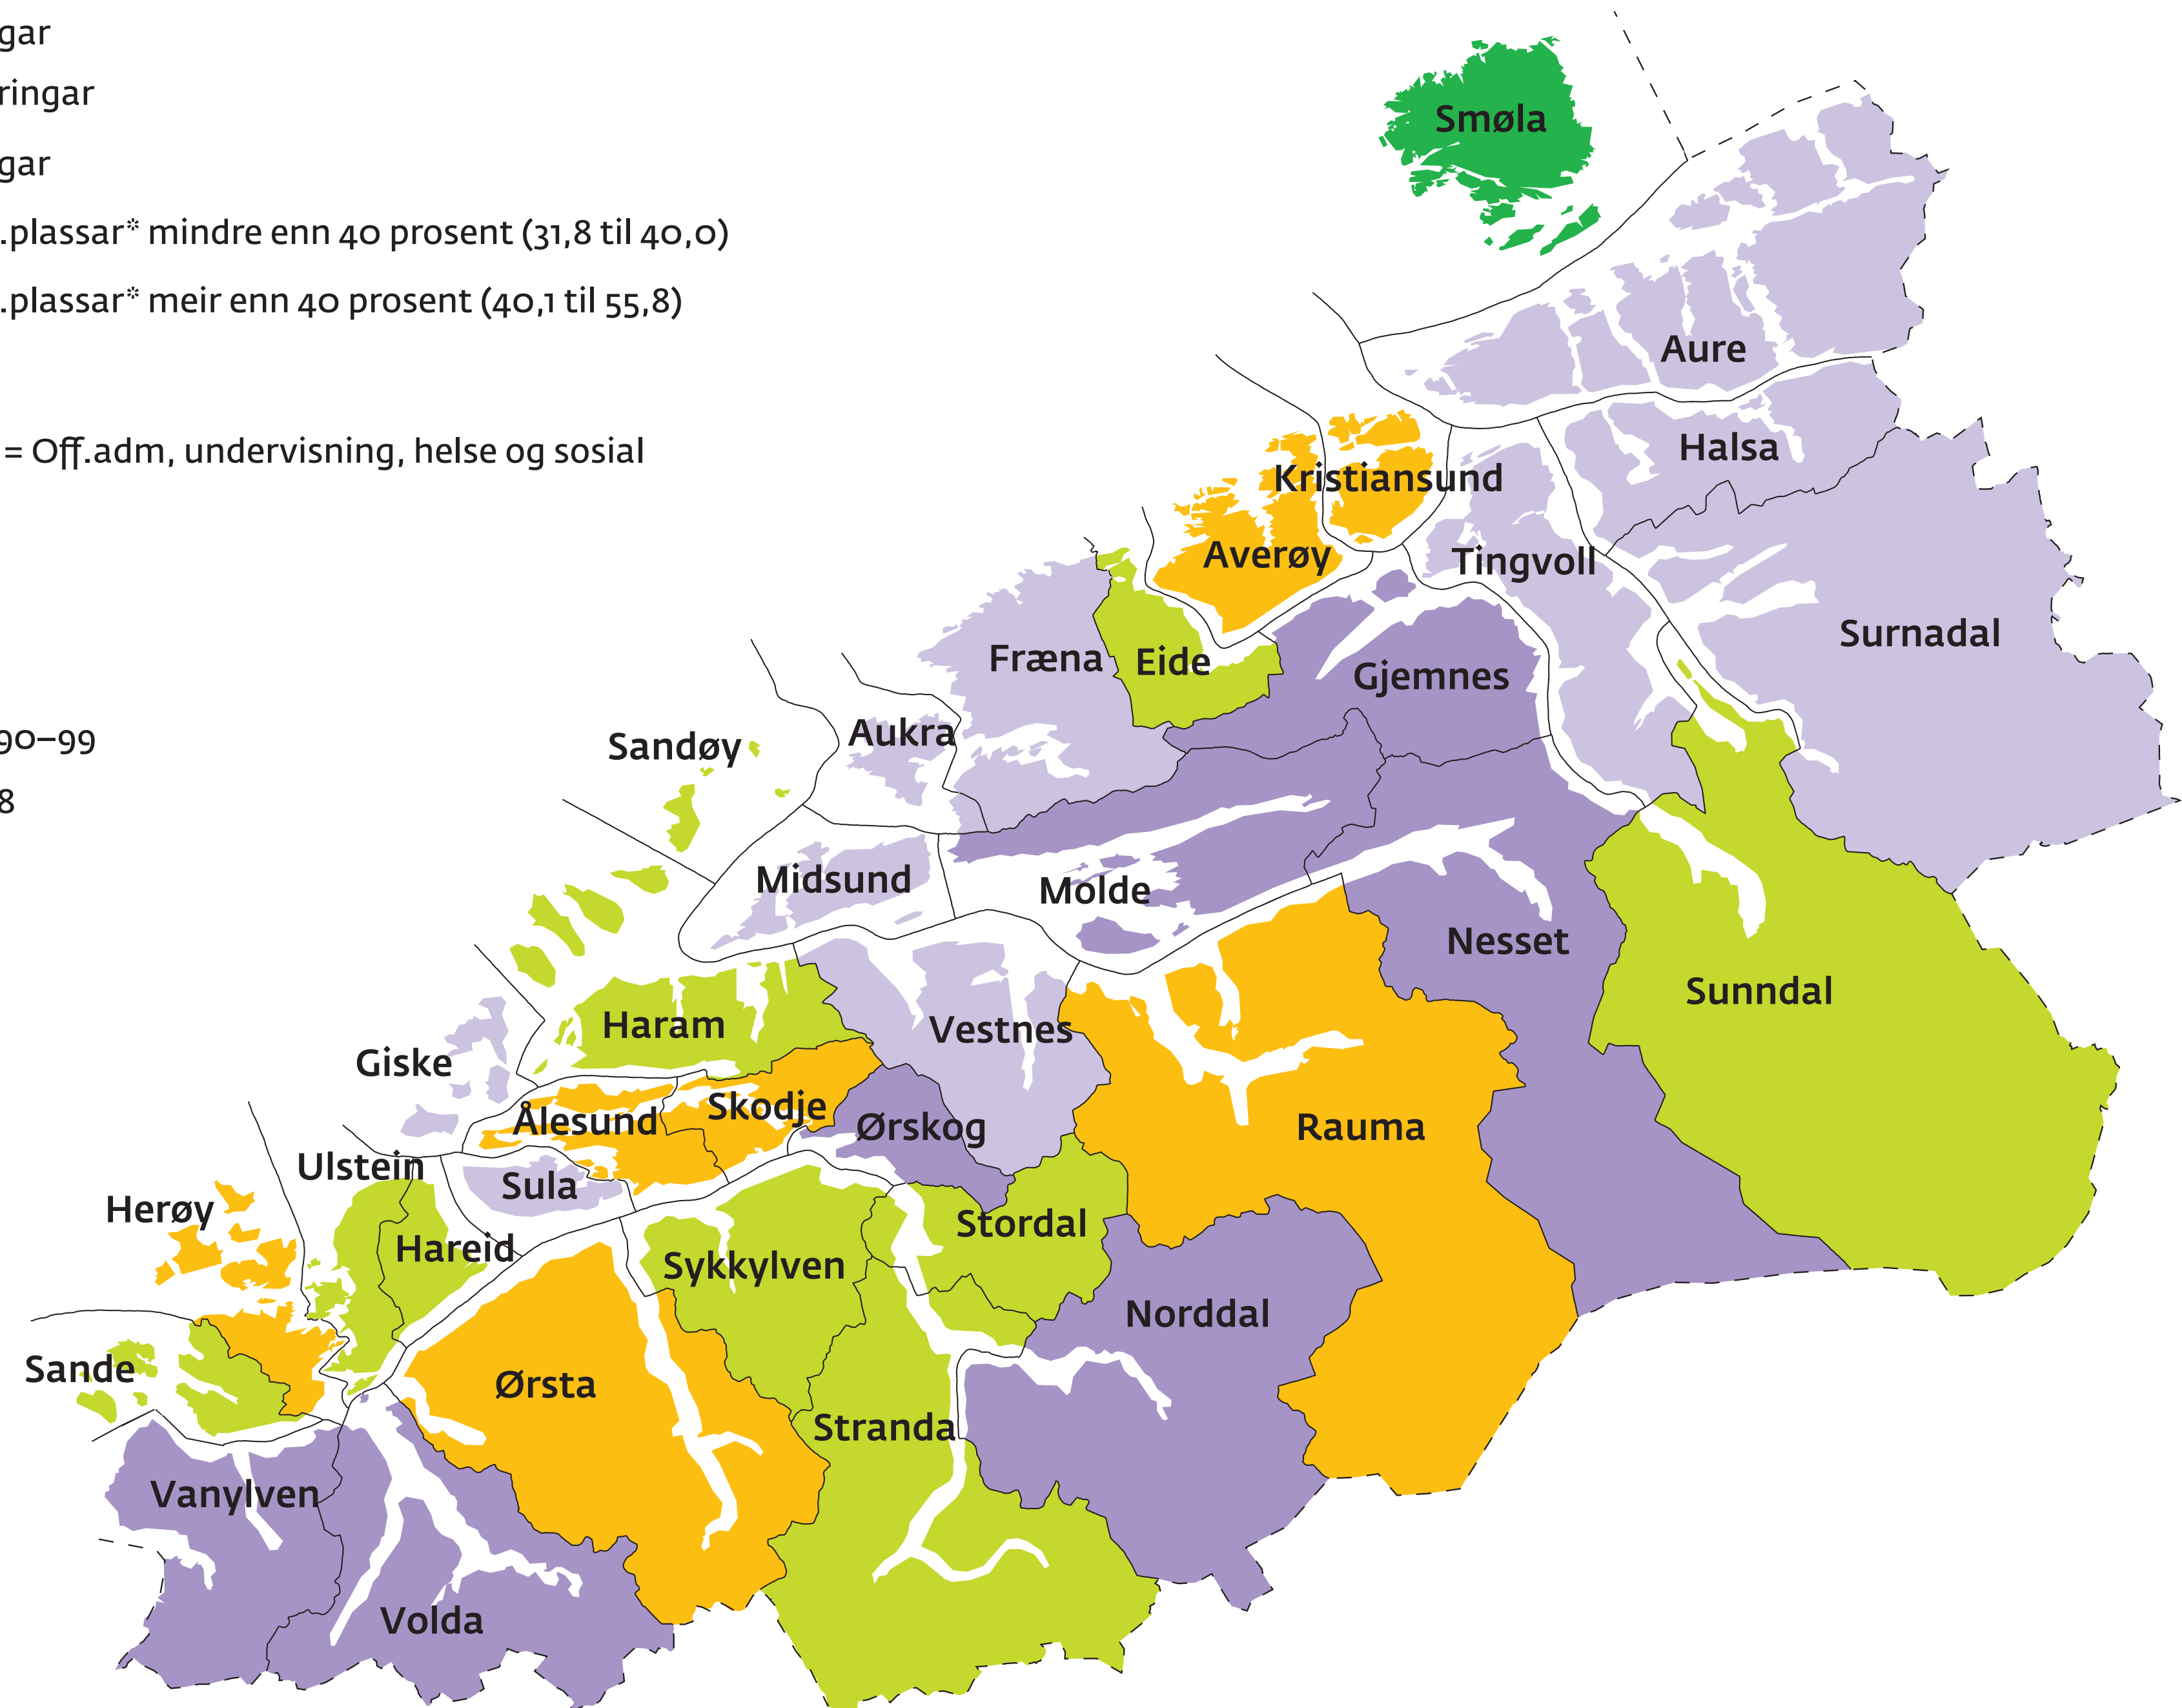 gar
ringar
gar
.plassar* mindre enn 40 prosent (31,8 til 40,0)
.plassar* meir enn 40 prosent (40,1 til 55,8)
= Off.adm, undervisning, helse og sosial
90–99
8
Smøla
Aure
Halsa
Kristiansund
Averøy
Tingvoll
Surnadal
Fræna
Eide
Gjemnes
Aukra
Sandøy
Midsund
Molde
Nesset
Sunndal
Haram
Vestnes
Giske
Skodje
Ålesund
Ørskog
Rauma
Ulstein
Sula
Herøy
Stordal
Hareid
Sykkylven
Norddal
Sande
Ørsta
Stranda
Vanylven
Volda